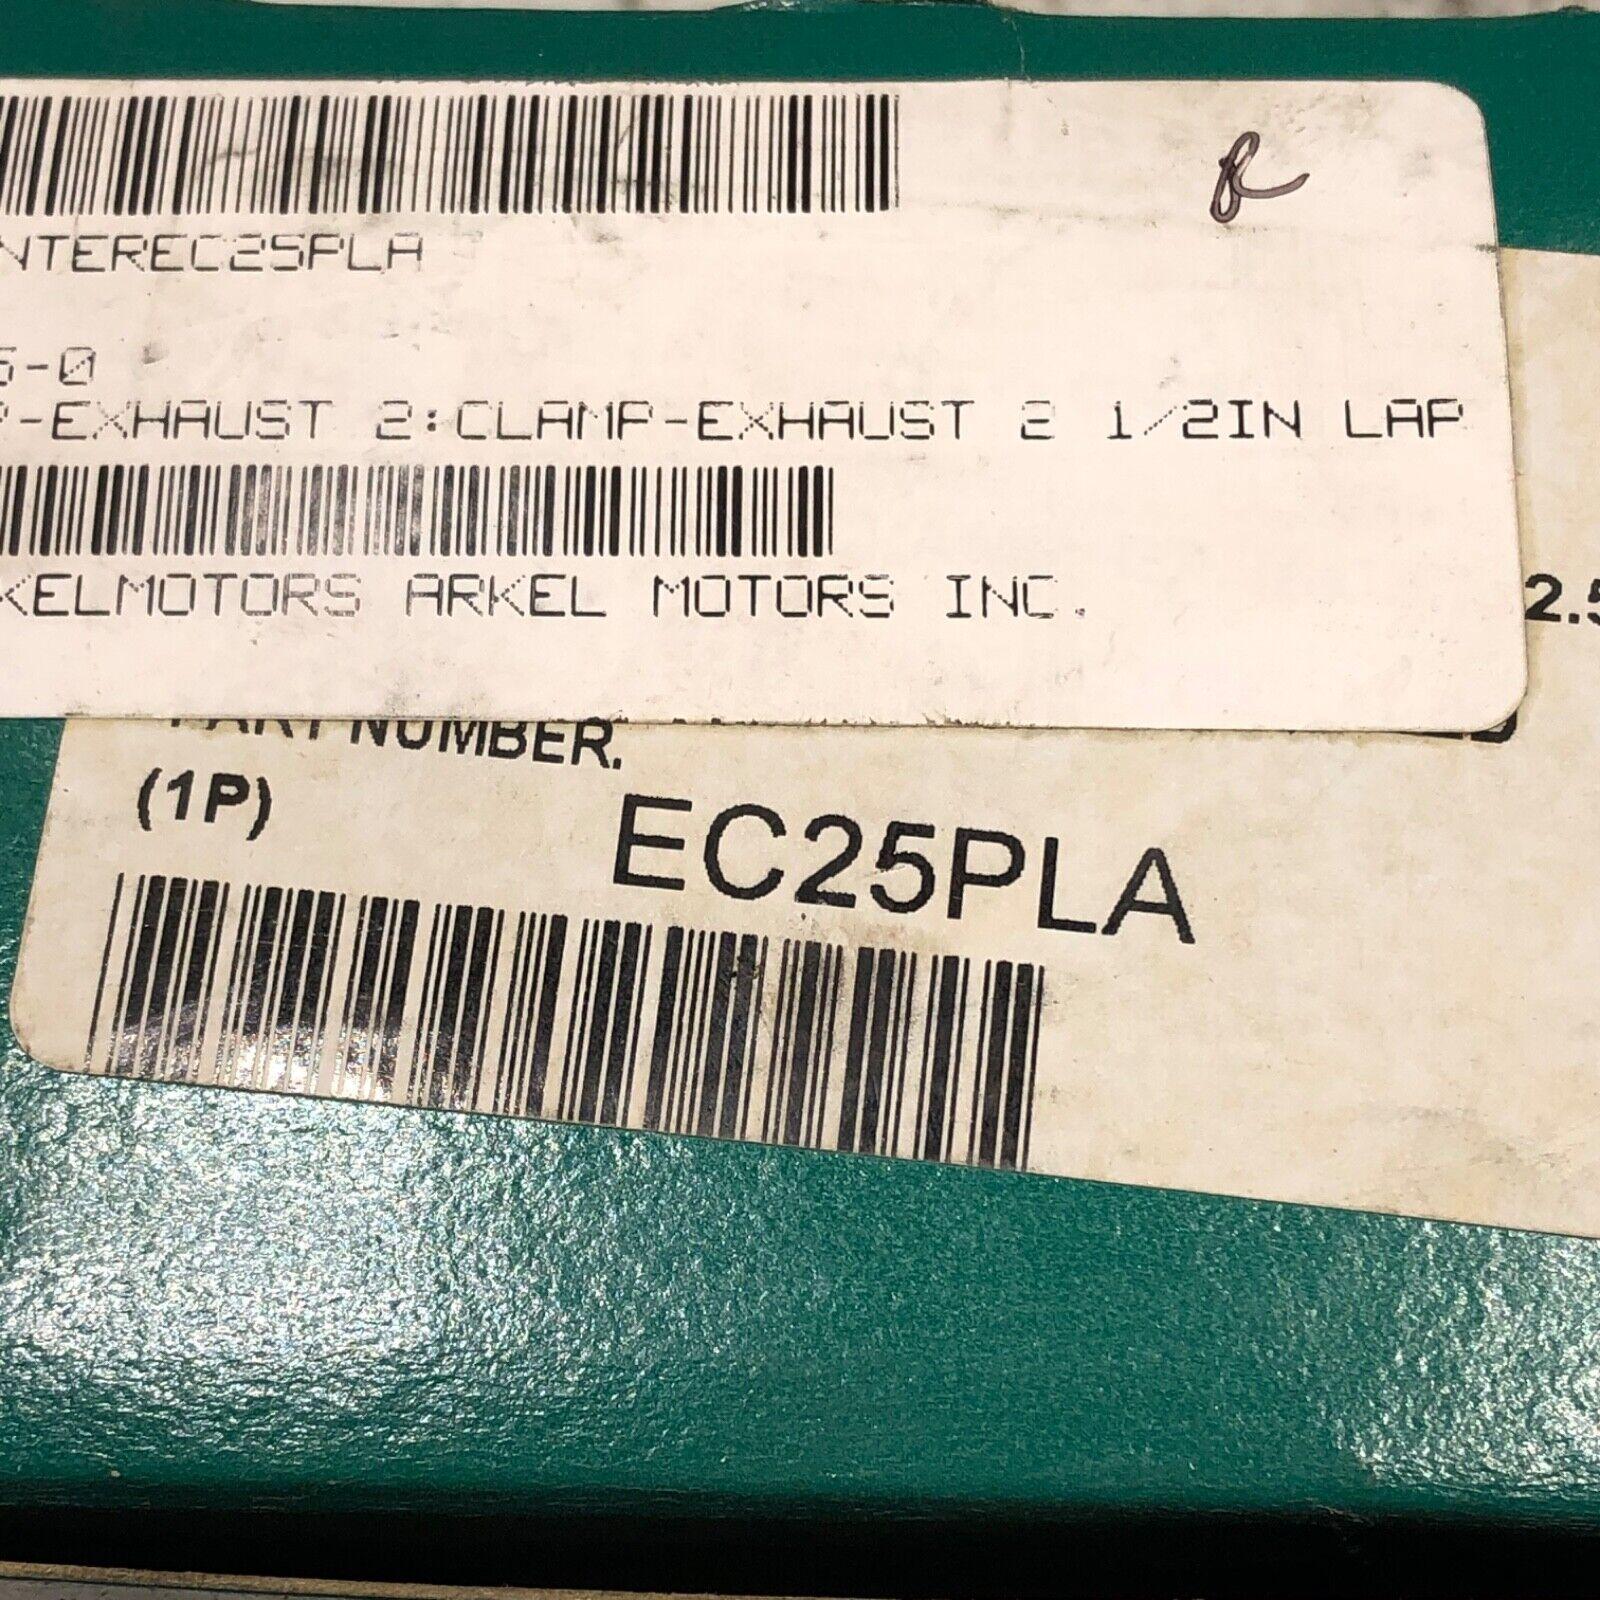 NTEREC25PLA
5-0
P-EXHAUST 2:CLAMP-EXHAUST 2 1/2IN LAP
KELMOTORS ARKEL MOTORS INC.
2.5
PART NUMBER:
(1P)
EC25PLA